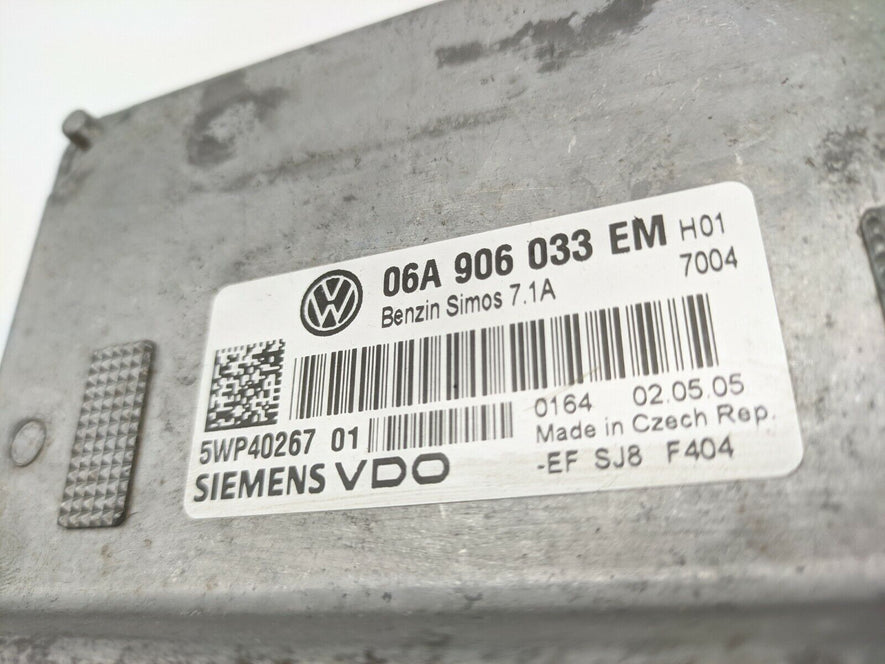 06A 906 033 EM H01
Benzin Simos 7.1A 7004
0164 02.05.05
5WP40267 01 Made in Czech Rep.
SIEMENS VDO -EF SJ8 F404